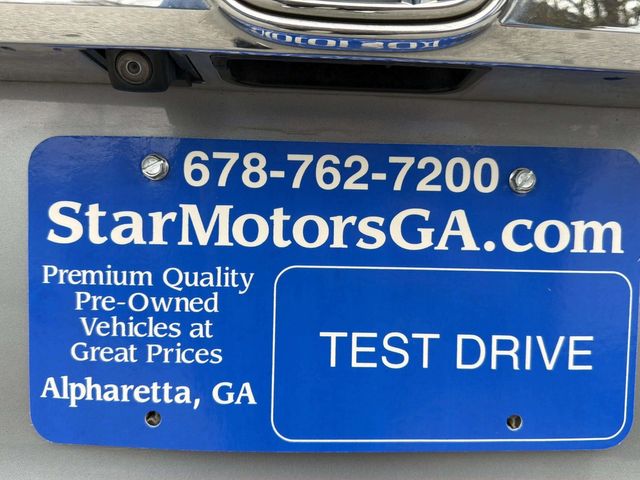 678-762-7200
StarMotorsGA.com
Premium Quality
Pre-Owned
Vehicles at
Great Prices
Alpharetta, GA
TEST DRIVE